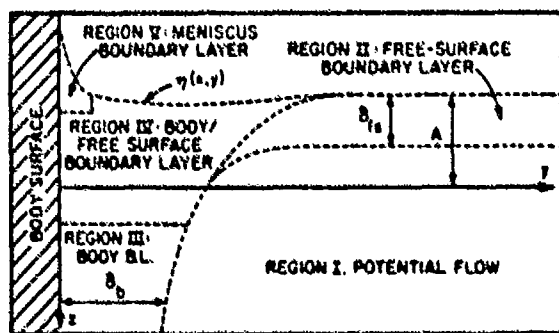 REGION V: MENISCUS
BOUNDARY LAYER
η(x,y)
REGION II: FREE-SURFACE
BOUNDARY LAYER
REGION IV: BODY/
FREE SURFACE
BOUNDARY LAYER
δfs
A
BODY SURFACE
y
REGION III:
BODY B.L.
δb
REGION I. POTENTIAL FLOW
z